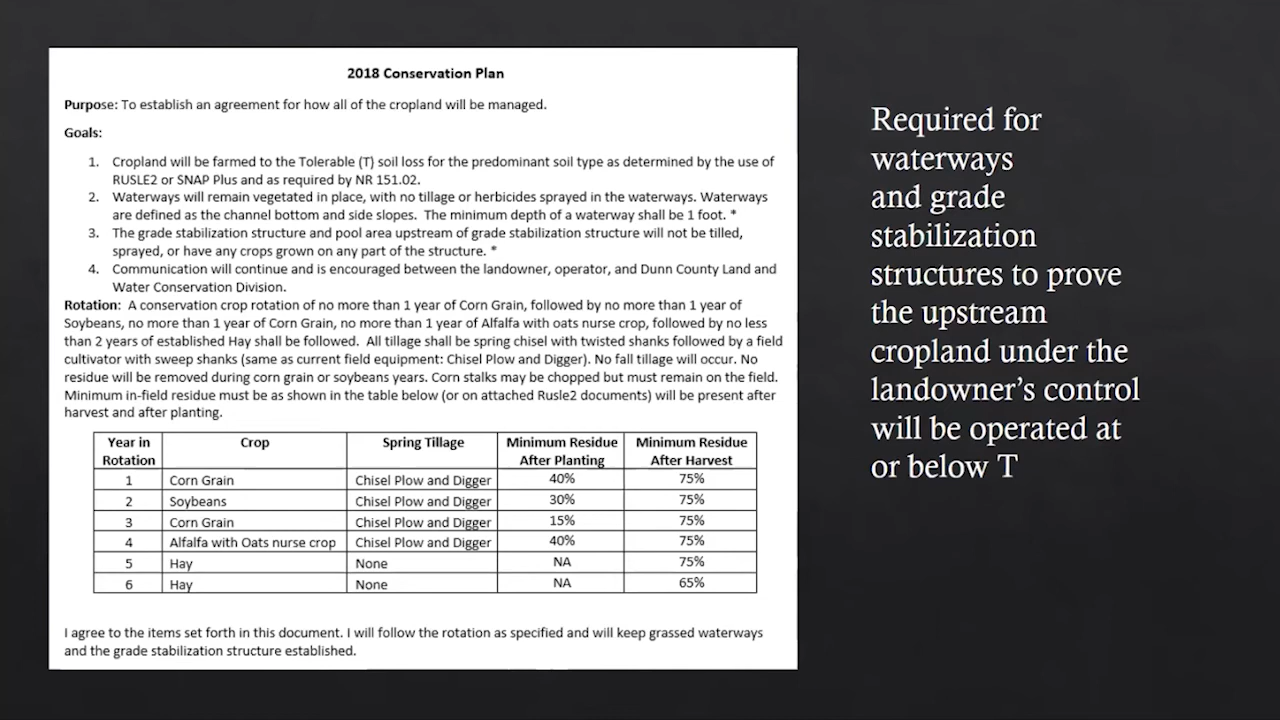 2018 Conservation Plan
Purpose: To establish an agreement for how all of the cropland will be managed.
Goals:
1. Cropland will be farmed to the Tolerable (T) soil loss for the predominant soil type as determined by the use of
RUSLE2 or SNAP Plus and as required by NR 151.02.
2. Waterways will remain vegetated in place, with no tillage or herbicides sprayed in the waterways. Waterways
are defined as the channel bottom and side slopes. The minimum depth of a waterway shall be 1 foot. *
3. The grade stabilization structure and pool area upstream of grade stabilization structure will not be tilled,
sprayed, or have any crops grown on any part of the structure. *
4. Communication will continue and is encouraged between the landowner, operator, and Dunn County Land and
Water Conservation Division.
Rotation: A conservation crop rotation of no more than 1 year of Corn Grain, followed by no more than 1 year of
Soybeans, no more than 1 year of Corn Grain, no more than 1 year of Alfalfa with oats nurse crop, followed by no less
than 2 years of established Hay shall be followed. All tillage shall be spring chisel with twisted shanks followed by a field
cultivator with sweep shanks (same as current field equipment: Chisel Plow and Digger). No fall tillage will occur. No
residue will be removed during corn grain or soybeans years. Corn stalks may be chopped but must remain on the field.
Minimum in-field residue must be as shown in the table below (or on attached Rusle2 documents) will be present after
harvest and after planting.
Year in Rotation Crop Spring Tillage Minimum Residue After Planting Minimum Residue After Harvest
1 Corn Grain Chisel Plow and Digger 40% 75%
2 Soybeans Chisel Plow and Digger 30% 75%
3 Corn Grain Chisel Plow and Digger 15% 75%
4 Alfalfa with Oats nurse crop Chisel Plow and Digger 40% 75%
5 Hay None NA 75%
6 Hay None NA 65%
I agree to the items set forth in this document. I will follow the rotation as specified and will keep grassed waterways
and the grade stabilization structure established.
Required for
waterways
and grade
stabilization
structures to prove
the upstream
cropland under the
landowner's control
will be operated at
or below T